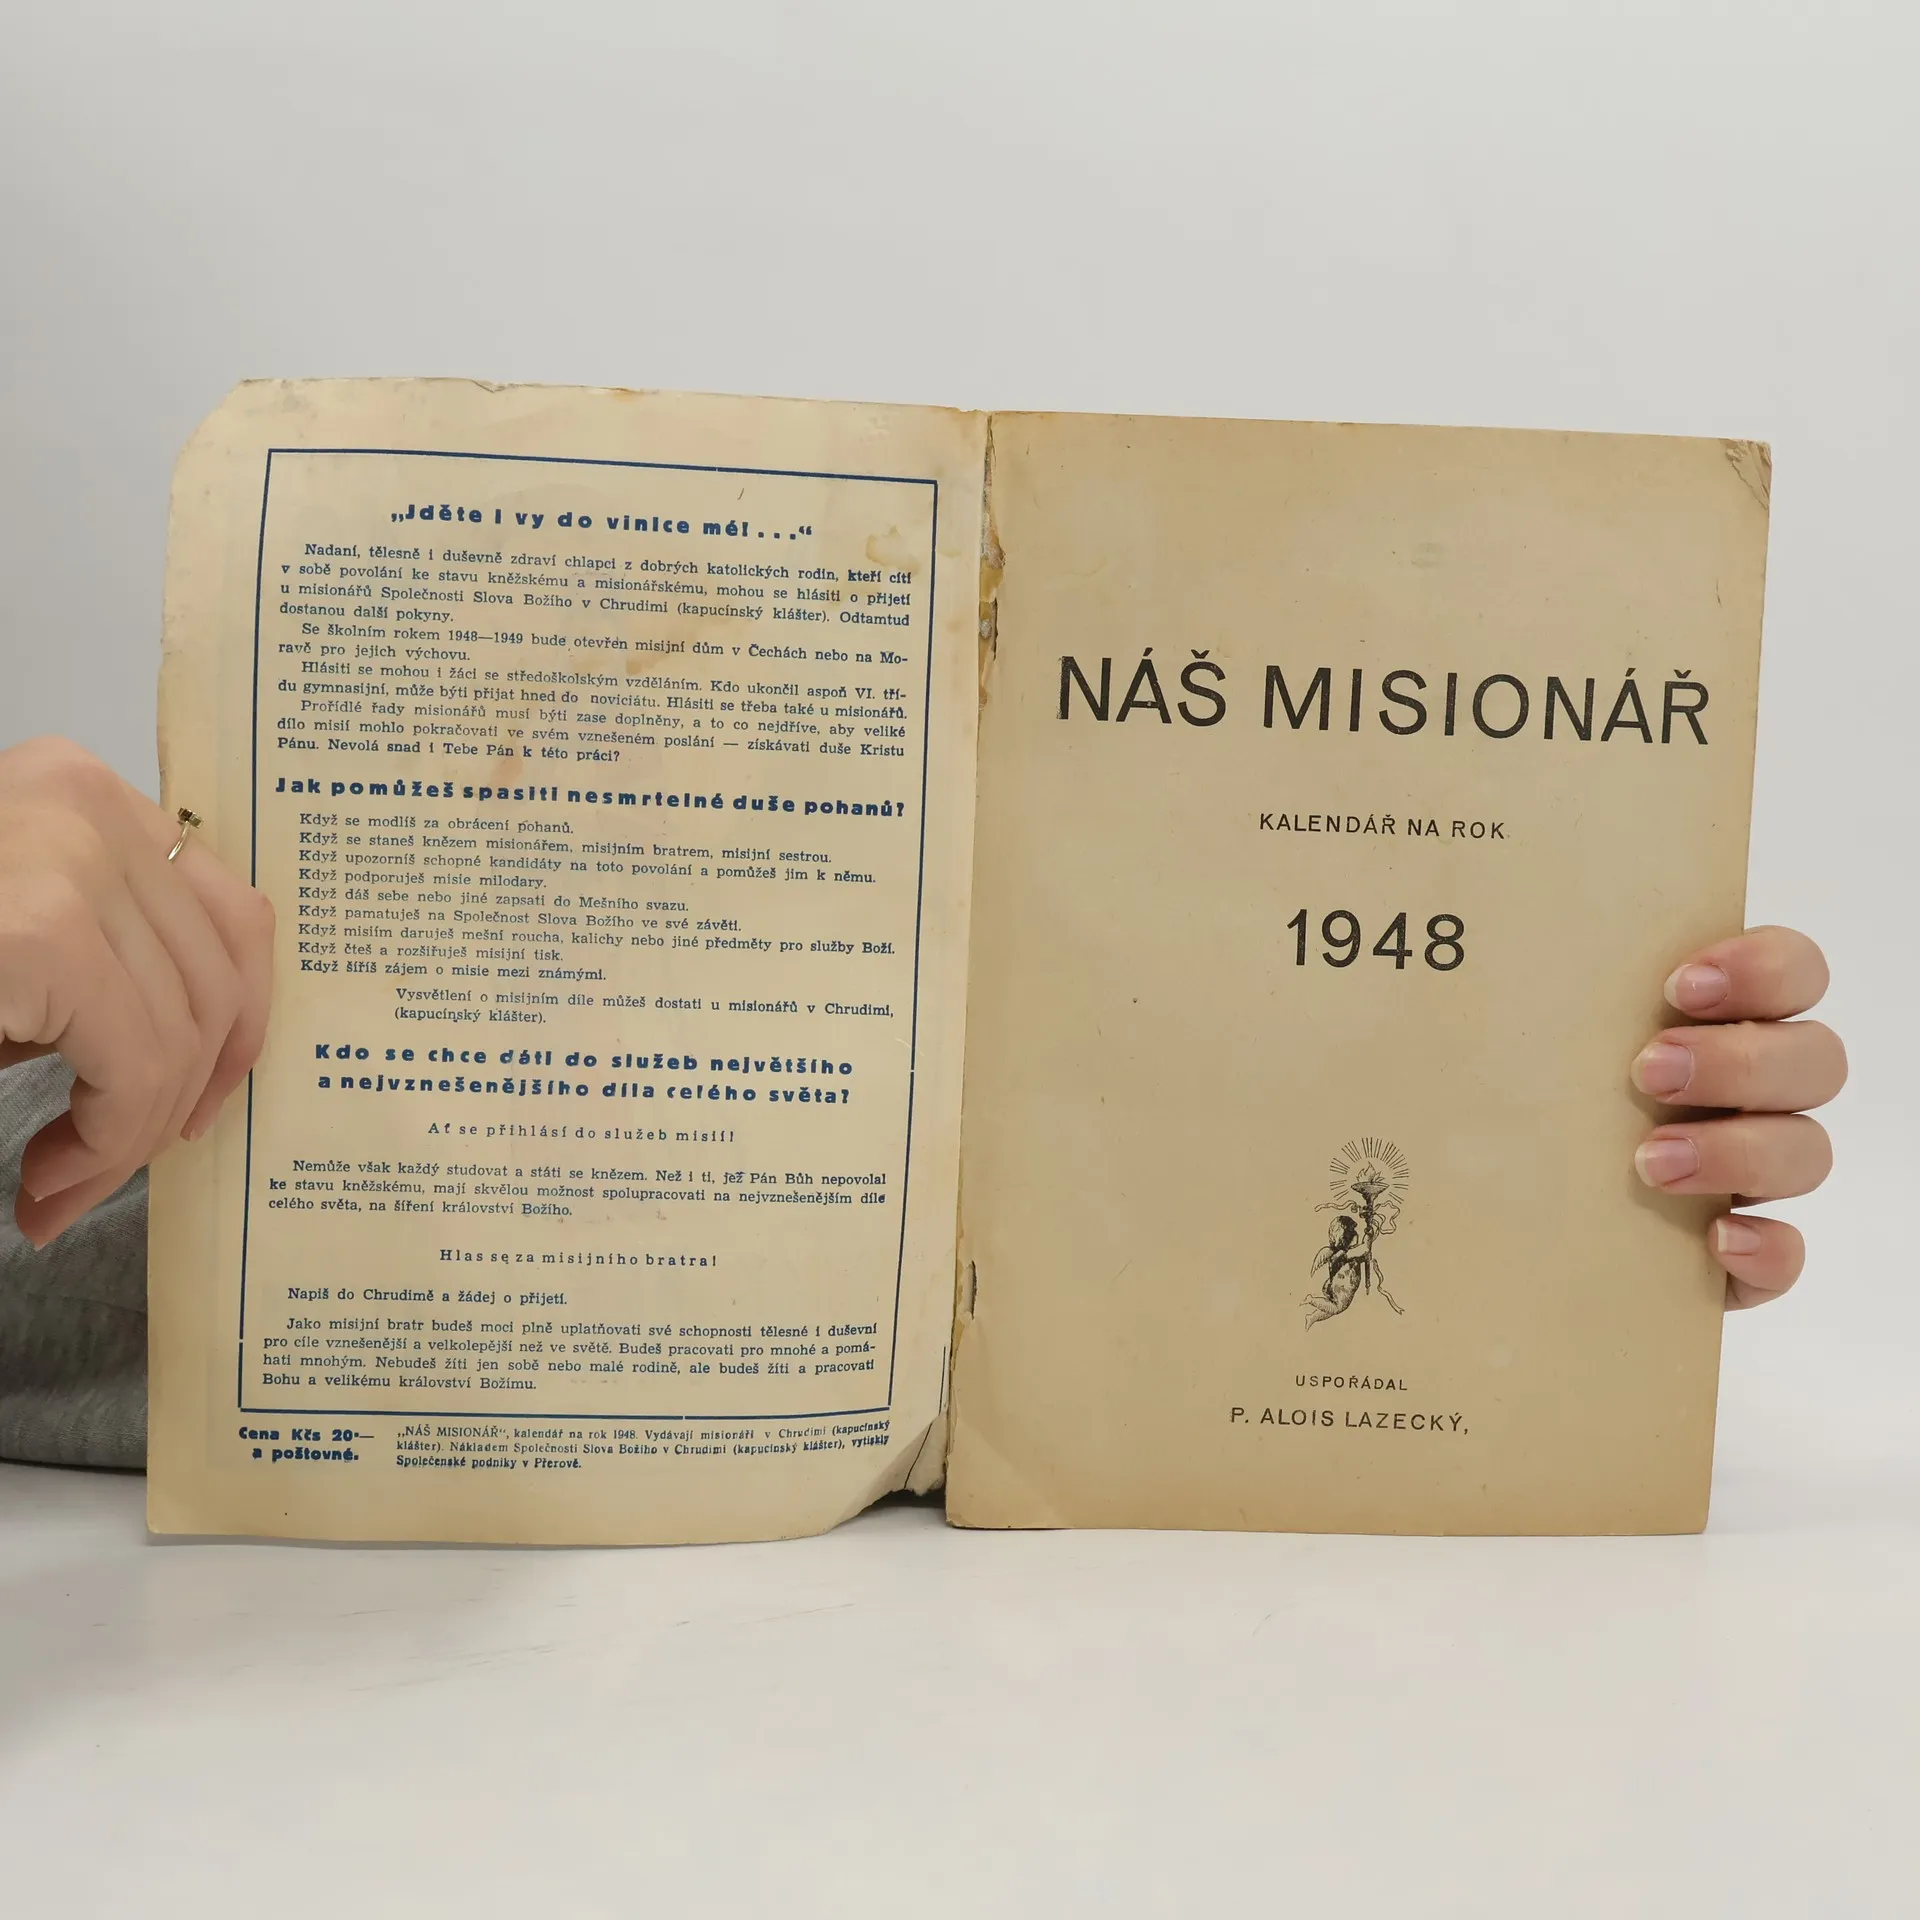 „Jděte i vy do vinice mé! . . .“
Nadaní, tělesně i duševně zdraví chlapci z dobrých katolických rodin, kteří cítí
v sobě povolání ke stavu kněžskému a misionářskému, mohou se hlásiti o přijetí
u misionářů Společnosti Slova Božího v Chrudimi (kapucínský klášter). Odtamtud
dostanou další pokyny.
Se školním rokem 1948—1949 bude otevřen misijní dům v Čechách nebo na Mo-
ravě pro jejich výchovu.
Hlásiti se mohou i žáci se středoškolským vzděláním. Kdo ukončil aspoň VI. tří-
du gymnasijní, může býti přijat hned do noviciátu. Hlásiti se třeba také u misionářů.
Prořídlé řady misionářů musí býti zase doplněny, a to co nejdříve, aby veliké
dílo misií mohlo pokračovati ve svém vznešeném poslání — získávati duše Kristu
Pánu. Nevolá snad i Tebe Pán k této práci?
Jak pomůžeš spasiti nesmrtelné duše pohanů?
Když se modlíš za obrácení pohanů.
Když se staneš knězem misionářem, misijním bratrem, misijní sestrou.
Když upozorníš schopné kandidáty na toto povolání a pomůžeš jim k němu.
Když podporuješ misie milodary.
Když dáš sebe nebo jiné zapsati do Mešního svazu.
Když pamatuješ na Společnost Slova Božího ve své závěti.
Když misiím daruješ mešní roucha, kalichy nebo jiné předměty pro služby Boží.
Když čteš a rozšiřuješ misijní tisk.
Když šíříš zájem o misie mezi známými.
Vysvětlení o misijním díle můžeš dostati u misionářů v Chrudimi,
(kapucínský klášter).
Kdo se chce dáti do služeb největšího
a nejvznešenějšího díla celého světa?
Ať se přihlásí do služeb misií!
Nemůže však každý studovat a státi se knězem. Než i ti, jež Pán Bůh nepovolal
ke stavu kněžskému, mají skvělou možnost spolupracovati na nejvznešenějším díle
celého světa, na šíření království Božího.
Hlas se za misijního bratra!
Napiš do Chrudimě a žádej o přijetí.
Jako misijní bratr budeš moci plně uplatňovati své schopnosti tělesné i duševní
pro cíle vznešenější a velkolepější než ve světě. Budeš pracovati pro mnohé a pomá-
hati mnohým. Nebudeš žíti jen sobě nebo malé rodině, ale budeš žíti a pracovati
Bohu a velikému království Božímu.
Cena Kčs 20·—
a poštovné.
„NÁŠ MISIONÁŘ“, kalendář na rok 1948. Vydávají misionáři v Chrudimi (kapucínský
klášter). Nákladem Společnosti Slova Božího v Chrudimi (kapucínský klášter), vytiskly
Společenské podniky v Přerově.
NÁŠ MISIONÁŘ
KALENDÁŘ NA ROK
1948
USPOŘÁDAL
P. ALOIS LAZECKÝ,